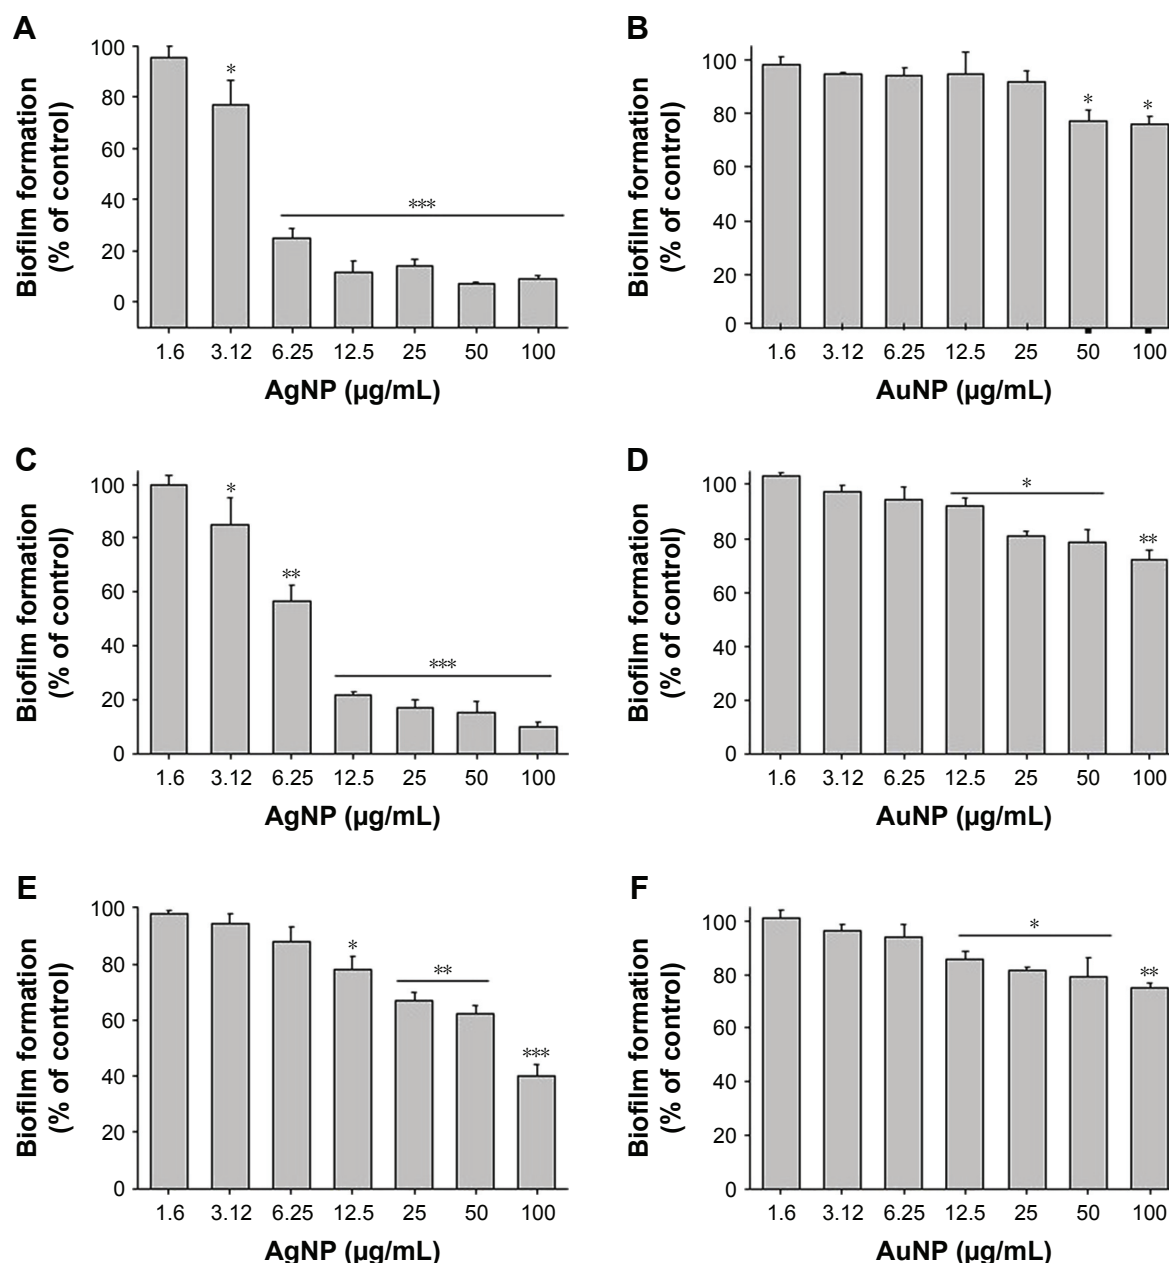 A
Biofilm formation
(% of control)
100
80
60
40
20
0
*
***
1.6 3.12 6.25 12.5 25 50 100
AgNP (µg/mL)
B
Biofilm formation
(% of control)
100
80
60
40
20
0
*
*
1.6 3.12 6.25 12.5 25 50 100
AuNP (µg/mL)
C
Biofilm formation
(% of control)
100
80
60
40
20
0
*
**
***
1.6 3.12 6.25 12.5 25 50 100
AgNP (µg/mL)
D
Biofilm formation
(% of control)
100
80
60
40
20
0
*
**
1.6 3.12 6.25 12.5 25 50 100
AuNP (µg/mL)
E
Biofilm formation
(% of control)
100
80
60
40
20
0
*
**
***
1.6 3.12 6.25 12.5 25 50 100
AgNP (µg/mL)
F
Biofilm formation
(% of control)
100
80
60
40
20
0
*
**
1.6 3.12 6.25 12.5 25 50 100
AuNP (µg/mL)